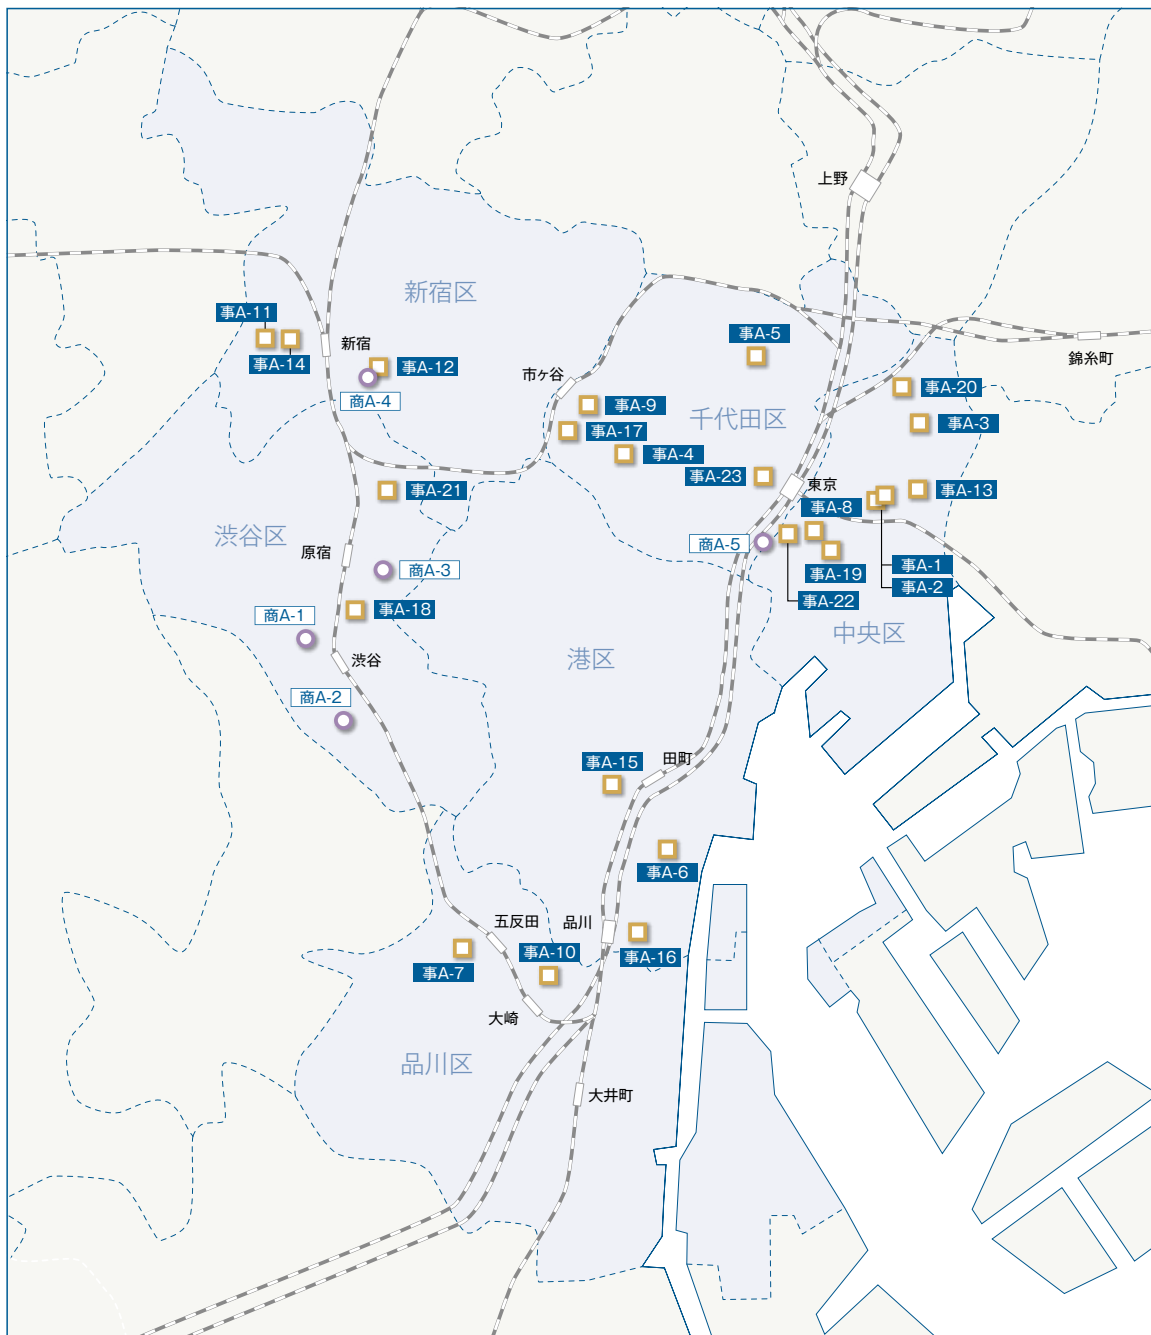 上野
新宿区
事A-11
新宿
事A-14
事A-12
商A-4
市ヶ谷
事A-5
錦糸町
事A-20
事A-9
千代田区
事A-3
事A-17
事A-4
事A-23
東京
事A-21
事A-13
事A-8
渋谷区
原宿
商A-5
商A-3
事A-19
事A-1
事A-2
事A-22
事A-18
商A-1
中央区
港区
渋谷
商A-2
田町
事A-15
事A-6
五反田
品川
事A-7
事A-10
事A-16
大崎
品川区
大井町